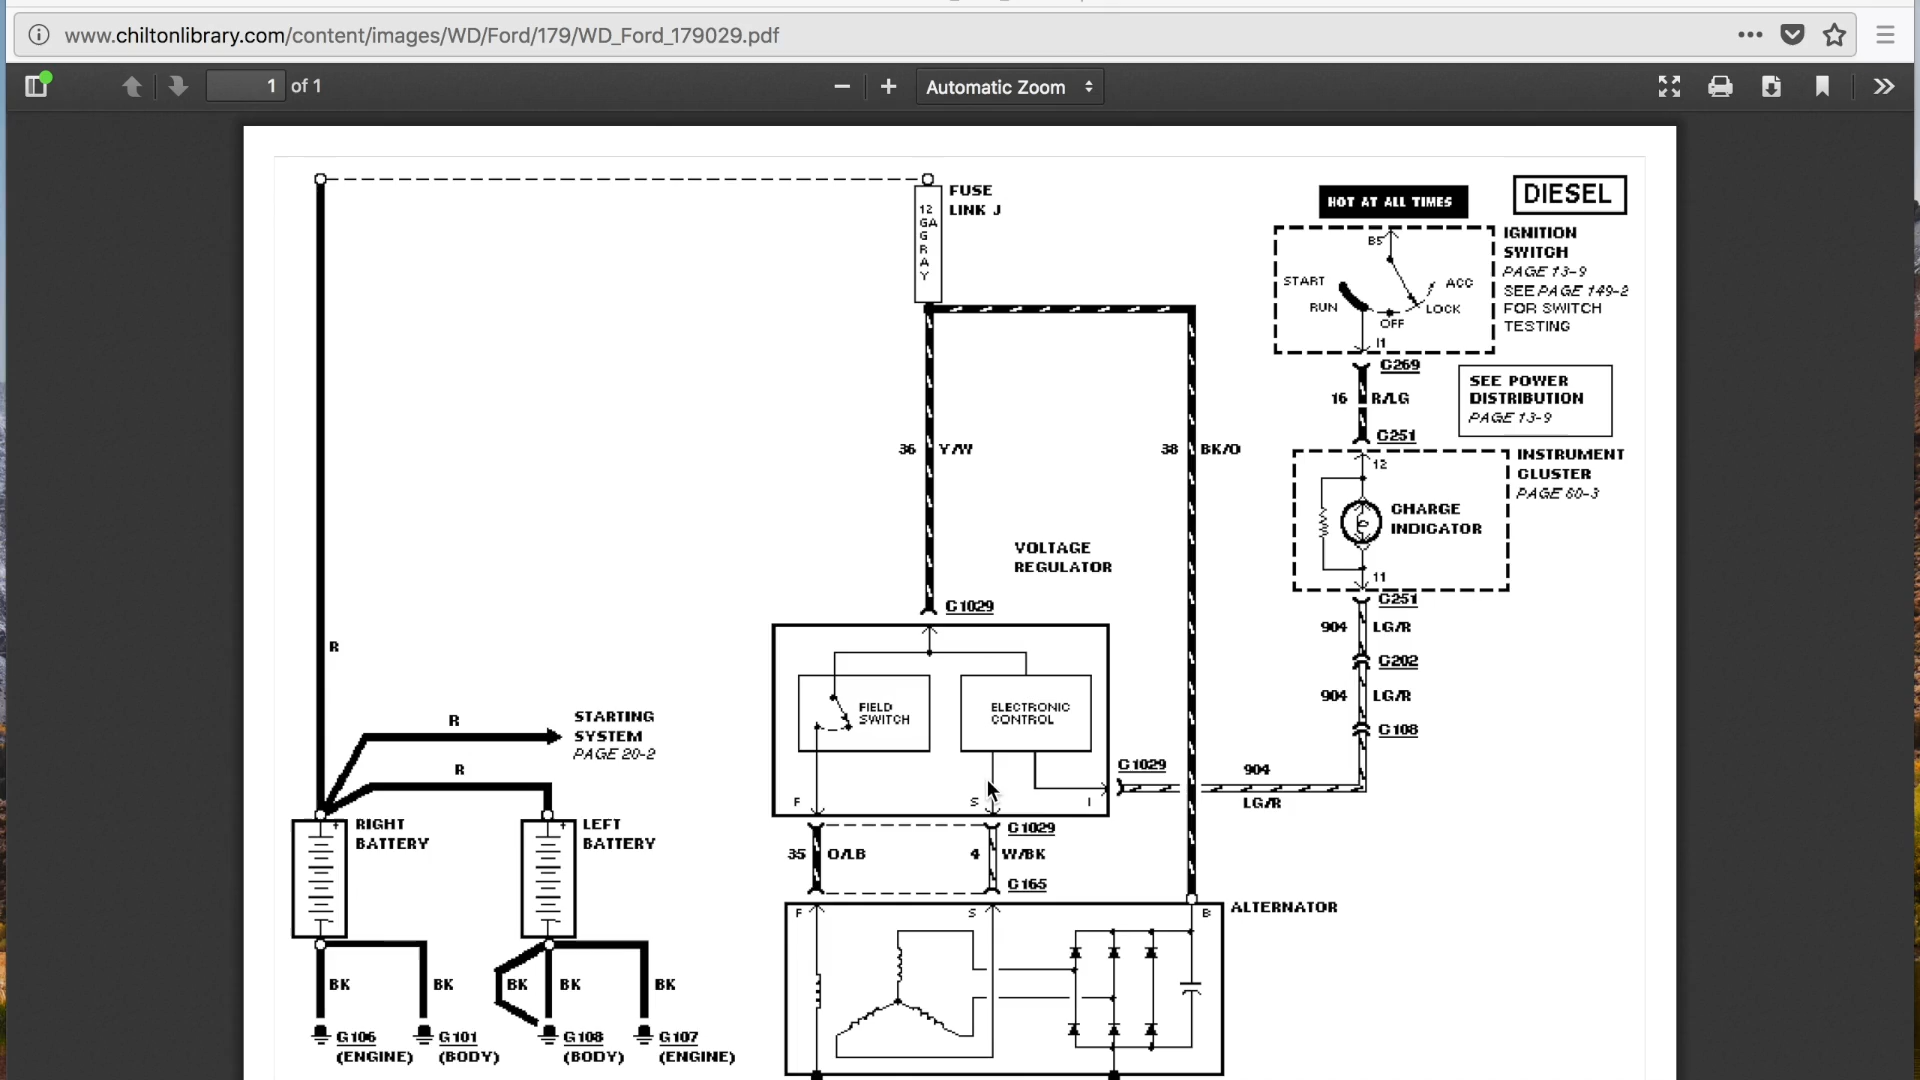 www.chiltonlibrary.com/content/images/WD/Ford/179/WD_Ford_179029.pdf
1 of 1
Automatic Zoom
FUSE
LINK J
12
GA
G
R
A
Y
HOT AT ALL TIMES
DIESEL
B5
START
RUN
ACC
LOCK
OFF
I1
IGNITION
SWITCH
PAGE 13-9
SEE PAGE 149-2
FOR SWITCH
TESTING
C269
16 R/LG
SEE POWER
DISTRIBUTION
PAGE 13-9
C251
12
INSTRUMENT
CLUSTER
PAGE 60-3
CHARGE
INDICATOR
11
C251
904 LG/R
C202
904 LG/R
C108
36 Y/W
38 BK/O
VOLTAGE
REGULATOR
C1029
FIELD
SWITCH
ELECTRONIC
CONTROL
F S I
C1029
904
LG/R
R
R
STARTING
SYSTEM
PAGE 20-2
R
RIGHT
BATTERY
+
LEFT
BATTERY
+
C1029
35 O/LB
4 W/BK
C165
F S B
ALTERNATOR
BK BK BK BK BK
G106
(ENGINE)
G101
(BODY)
G108
(BODY)
G107
(ENGINE)